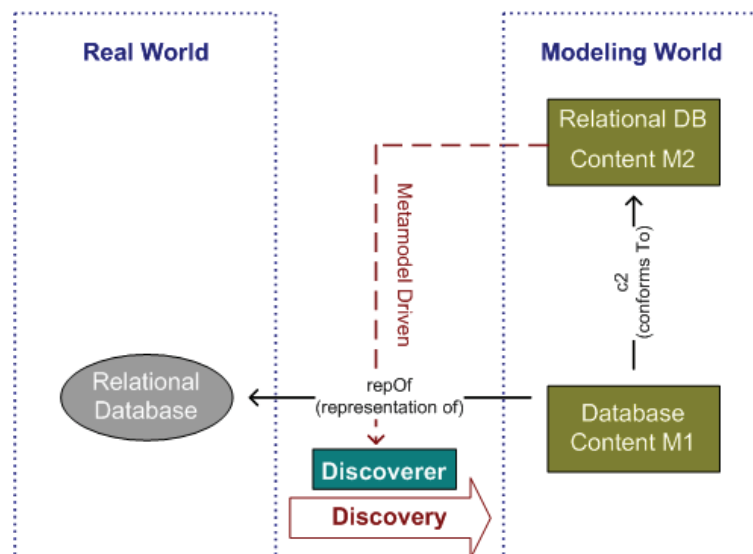 Real World
Modeling World
Relational DB
Content M2
Metamodel Driven
c2
(conforms To)
Relational
Database
repOf
(representation of)
Database
Content M1
Discoverer
Discovery